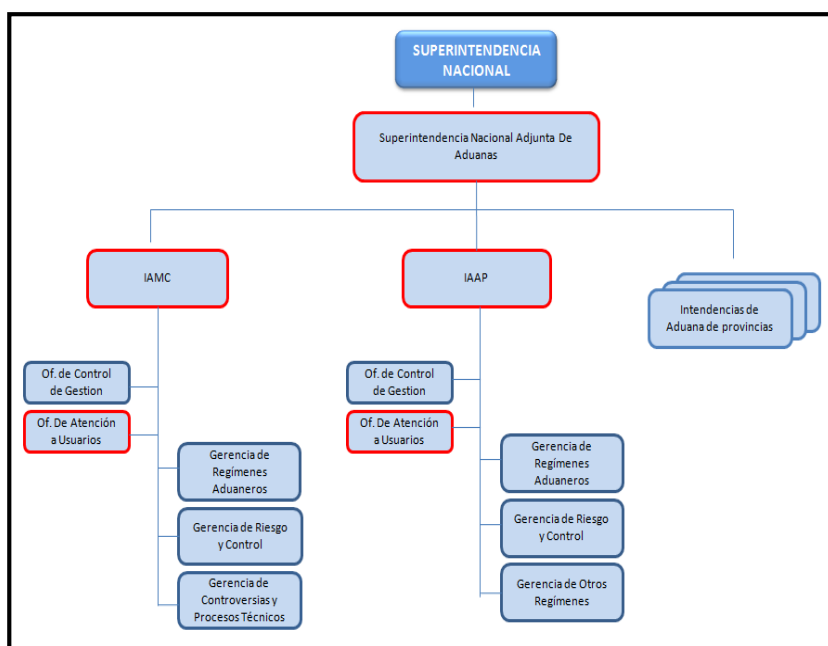 SUPERINTENDENCIA
NACIONAL
Superintendencia Nacional Adjunta De
Aduanas
IAMC
IAAP
Intendencias de
Aduana de provincias
Of. de Control
de Gestion
Of. De Atención
a Usuarios
Gerencia de
Regímenes
Aduaneros
Gerencia de Riesgo
y Control
Gerencia de
Controversias y
Procesos Técnicos
Of. de Control
de Gestion
Of. De Atención
a Usuarios
Gerencia de
Regímenes
Aduaneros
Gerencia de Riesgo
y Control
Gerencia de Otros
Regímenes